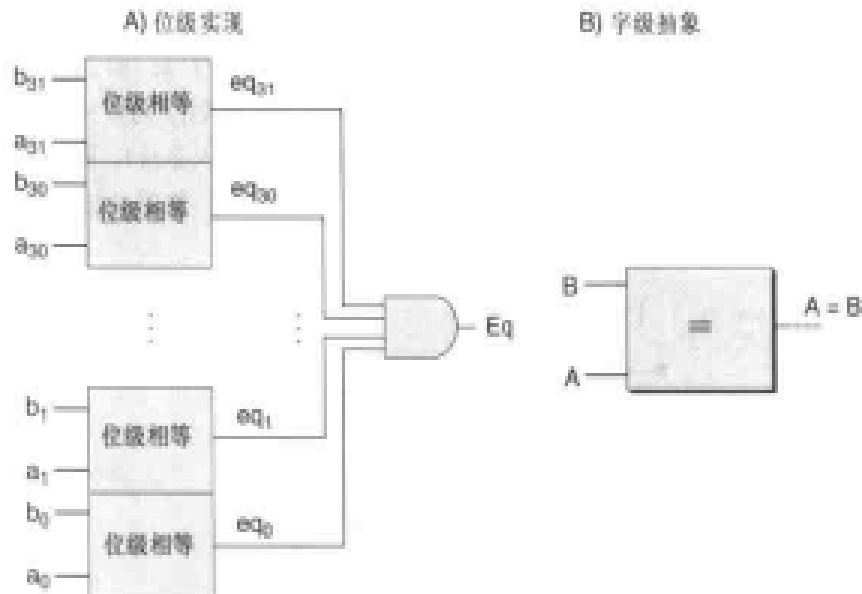 A) 位级实现
B) 字级抽象
b31
位级相等
eq31
a31
b30
位级相等
eq30
a30
B
A = B
=
Eq
A
b1
位级相等
eq1
a1
b0
位级相等
eq0
a0